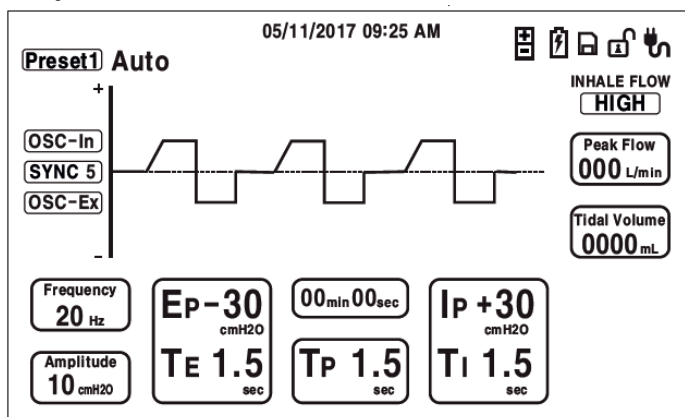 05/11/2017 09:25 AM
Preset1 Auto
INHALE FLOW
HIGH
+
OSC-In
SYNC 5
OSC-Ex
-
Peak Flow
000 L/min
Tidal Volume
0000 mL
Frequency
20 Hz
Amplitude
10 cmH2O
EP-30
cmH2O
TE 1.5
sec
00min00sec
TP 1.5
sec
IP +30
cmH2O
TI 1.5
sec